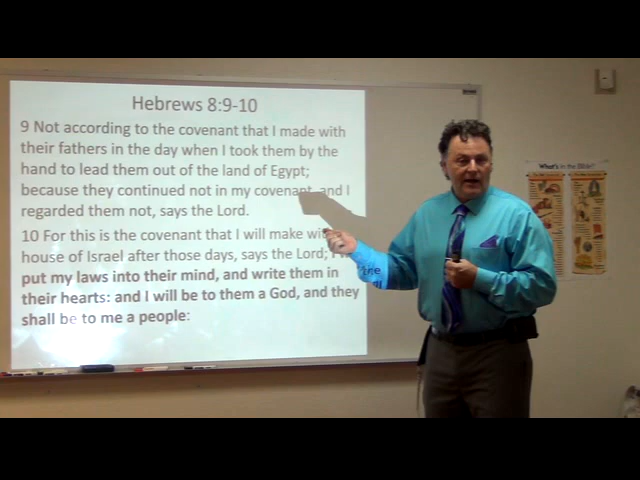 Hebrews 8:9-10
9 Not according to the covenant that I made with
their fathers in the day when I took them by the
hand to lead them out of the land of Egypt;
because they continued not in my covenant, and I
regarded them not, says the Lord.
10 For this is the covenant that I will make with
house of Israel after those days, says the Lord;
put my laws into their mind, and write them in
their hearts: and I will be to them a God, and they
shall be to me a people:
What's in the Bible?